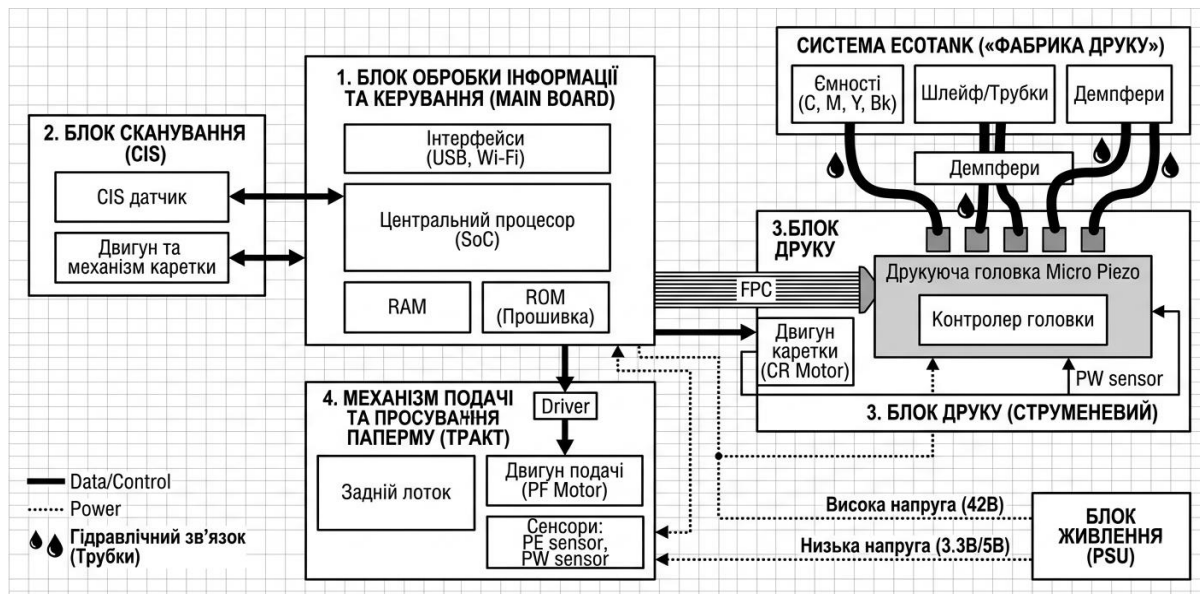 СИСТЕМА ECOTANK («ФАБРИКА ДРУКУ»)
Ємності
(C, M, Y, Bk)
Шлейф/Трубки
Демпфери
Демпфери
1. БЛОК ОБРОБКИ ІНФОРМАЦІЇ
ТА КЕРУВАННЯ (MAIN BOARD)
Інтерфейси
(USB, Wi-Fi)
Центральний процесор
(SoC)
RAM
ROM
(Прошивка)
2. БЛОК СКАНУВАННЯ
(CIS)
CIS датчик
Двигун та
механізм каретки
3.БЛОК
ДРУКУ
Друкуюча головка Micro Piezo
Контролер головки
FPC
Двигун
каретки
(CR Motor)
PW sensor
3. БЛОК ДРУКУ (СТРУМЕНЕВИЙ)
4. МЕХАНІЗМ ПОДАЧІ
ТА ПРОСУВАННЯ
ПАПЕРМУ (ТРАКТ)
Driver
Задній лоток
Двигун подачі
(PF Motor)
Сенсори:
PE sensor,
PW sensor
Data/Control
Power
Гідравлічний зв’язок
(Трубки)
Висока напруга (42В)
Низька напруга (3.3В/5В)
БЛОК
ЖИВЛЕННЯ
(PSU)